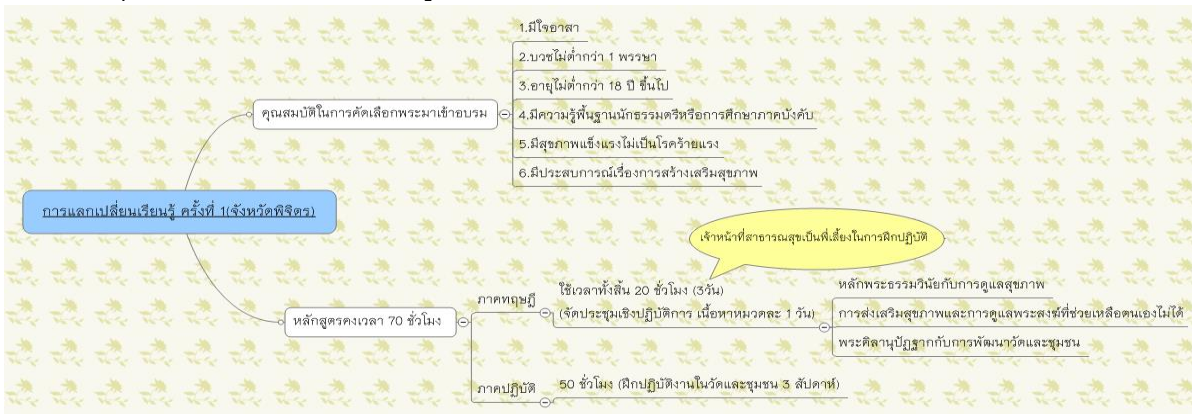 1.มีใจอาสา
2.บวชไม่ต่ำกว่า 1 พรรษา
3.อายุไม่ต่ำกว่า 18 ปี ขึ้นไป
คุณสมบัติในการคัดเลือกพระมาเข้าอบรม
4.มีความรู้พื้นฐานนักธรรมตรีหรือการศึกษาภาคบังคับ
5.มีสุขภาพแข็งแรงไม่เป็นโรคร้ายแรง
6.มีประสบการณ์เรื่องการสร้างเสริมสุขภาพ
การแลกเปลี่ยนเรียนรู้ ครั้งที่ 1(จังหวัดพิจิตร)
เจ้าหน้าที่สาธารณสุขเป็นพี่เลี้ยงในการฝึกปฏิบัติ
หลักสูตรคงเวลา 70 ชั่วโมง
ภาคทฤษฎี
ใช้เวลาทั้งสิ้น 20 ชั่วโมง (3วัน)
(จัดประชุมเชิงปฏิบัติการ เนื้อหาหมวดละ 1 วัน)
หลักพระธรรมวินัยกับการดูแลสุขภาพ
การส่งเสริมสุขภาพและการดูแลพระสงฆ์ที่ช่วยเหลือตนเองไม่ได้
พระคิลานุปัฏฐากกับการพัฒนาวัดและชุมชน
ภาคปฏิบัติ
50 ชั่วโมง (ฝึกปฏิบัติงานในวัดและชุมชน 3 สัปดาห์)